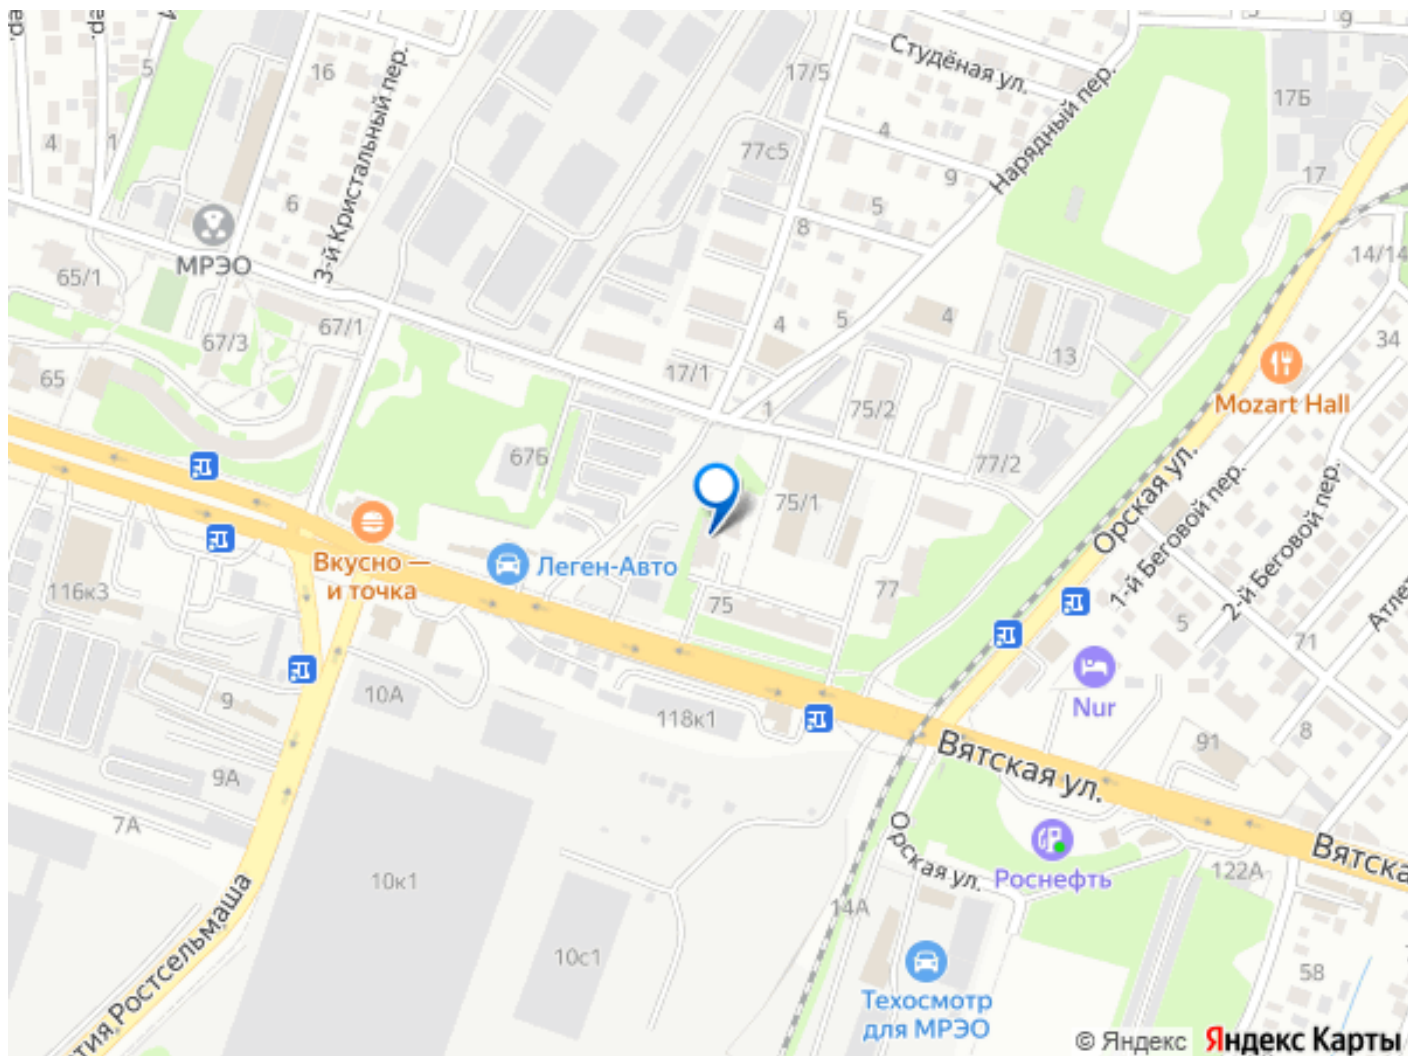 пер.
пер.
5
16
3-й Кристальный пер.
17/5
Студёная ул.
5
9
17Б
4
1
77с5
4
Нарядный пер.
17
6
9
5
8
МРЭО
65/1
14/14
67/1
67/3
4
5
4
13
34
65
17/1
1
75/2
Mozart Hall
67Б
77/2
75/1
Орская ул.
1-й Беговой пер.
2-й Беговой пер.
Вкусно —
и точка
Леген-Авто
116к3
75
77
5
71
9
10А
118к1
Nur
8
91
Вятская ул.
9А
7А
Орская ул.
Роснефть
122А
10к1
14А
10с1
58
Техосмотр
для МРЭО
© Яндекс
Яндекс Карты